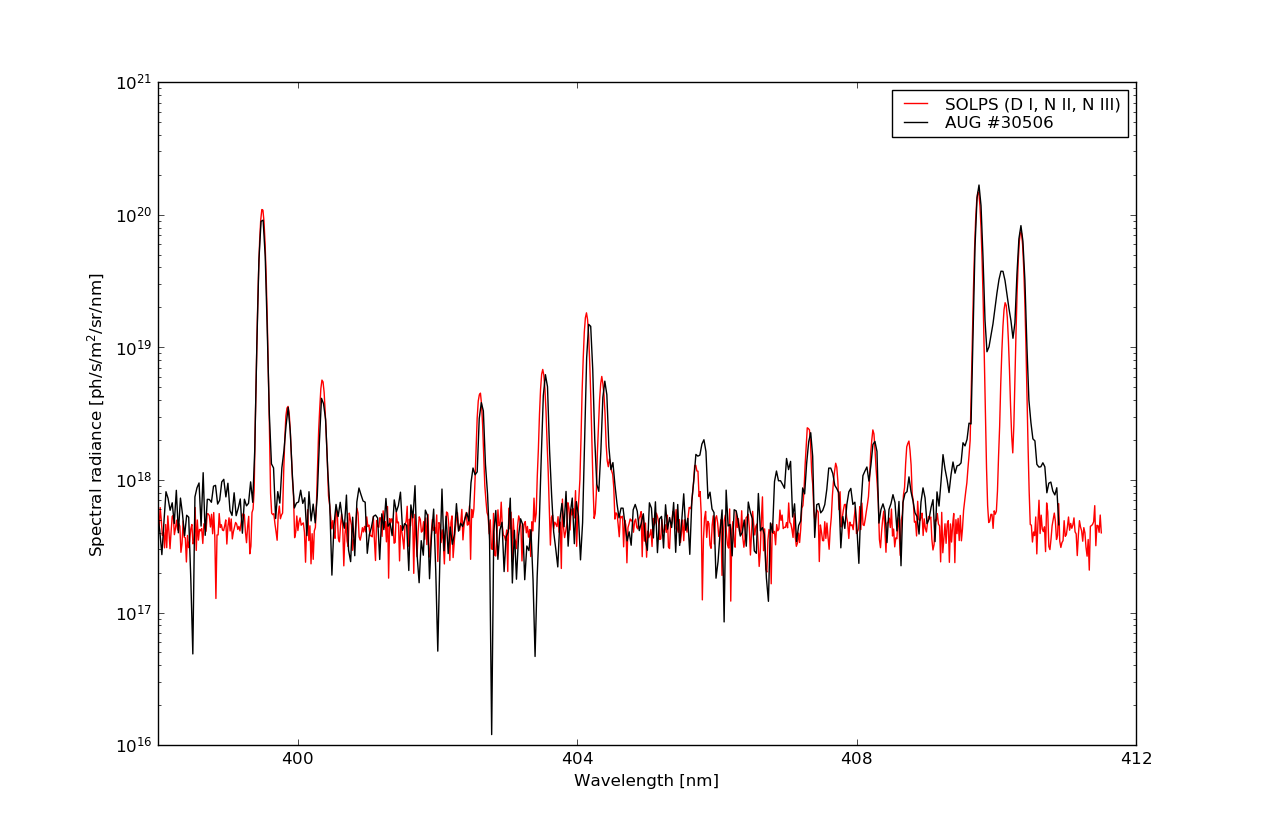 10^21
10^20
10^19
10^18
10^17
10^16
Spectral radiance [ph/s/m^2/sr/nm]
SOLPS (D I, N II, N III)
AUG #30506
400 404 408 412
Wavelength [nm]